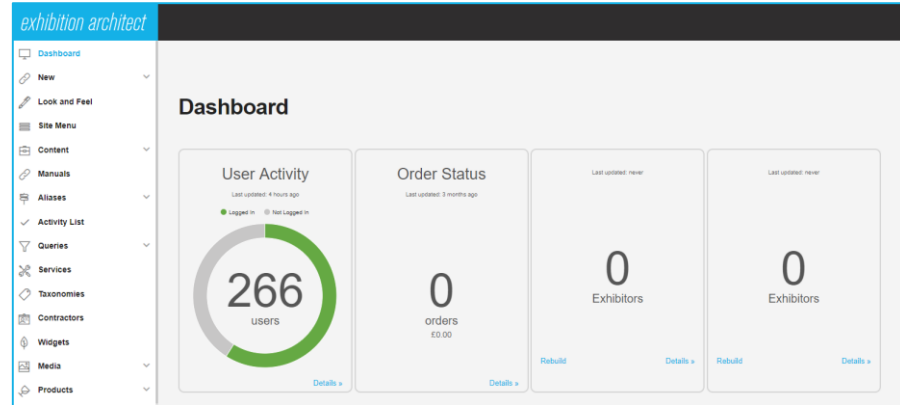 exhibition architect
Dashboard
New
Look and Feel
Site Menu
Content
Manuals
Aliases
Activity List
Queries
Services
Taxonomies
Contractors
Widgets
Media
Products
Dashboard
User Activity
Last updated: 4 hours ago
Logged In Not Logged In
266
users
Details »
Order Status
Last updated: 3 months ago
0
orders
£0.00
Details »
Last updated: never
0
Exhibitors
Rebuild Details »
Last updated: never
0
Exhibitors
Rebuild Details »